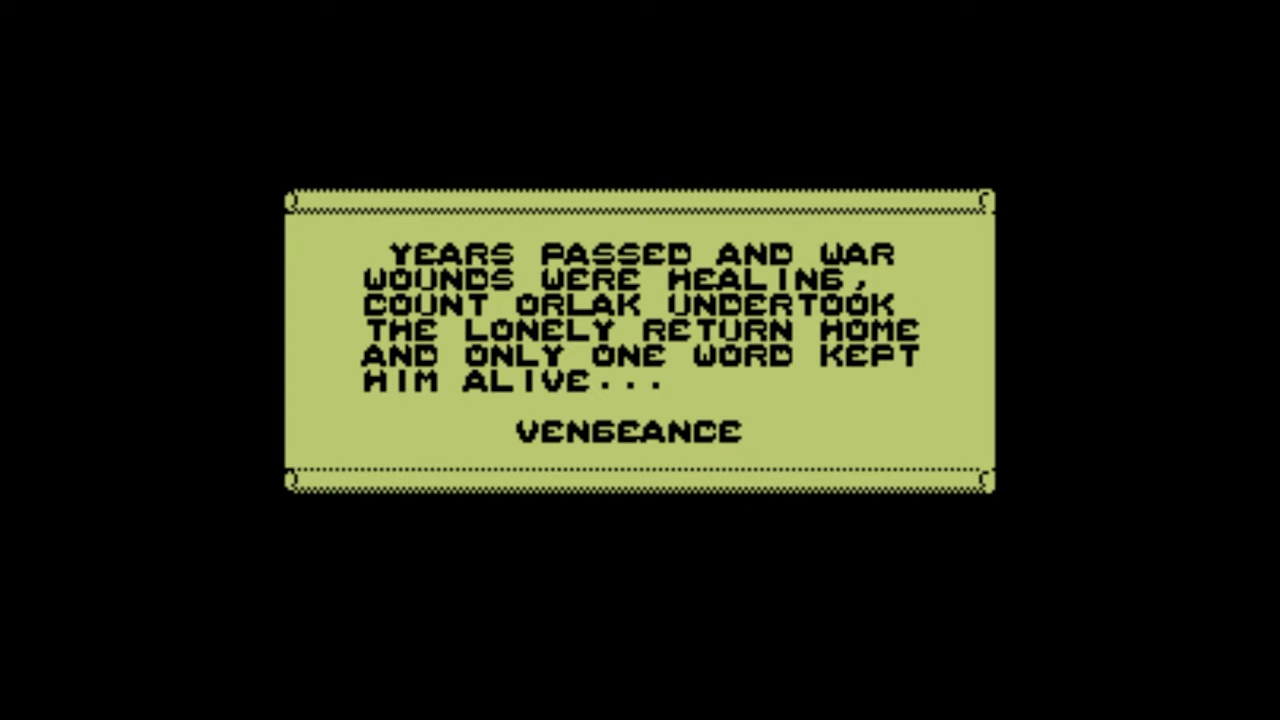 YEARS PASSED AND WAR
WOUNDS WERE HEALING,
COUNT ORLAK UNDERTOOK
THE LONELY RETURN HOME
AND ONLY ONE WORD KEPT
HIM ALIVE...
VENGEANCE